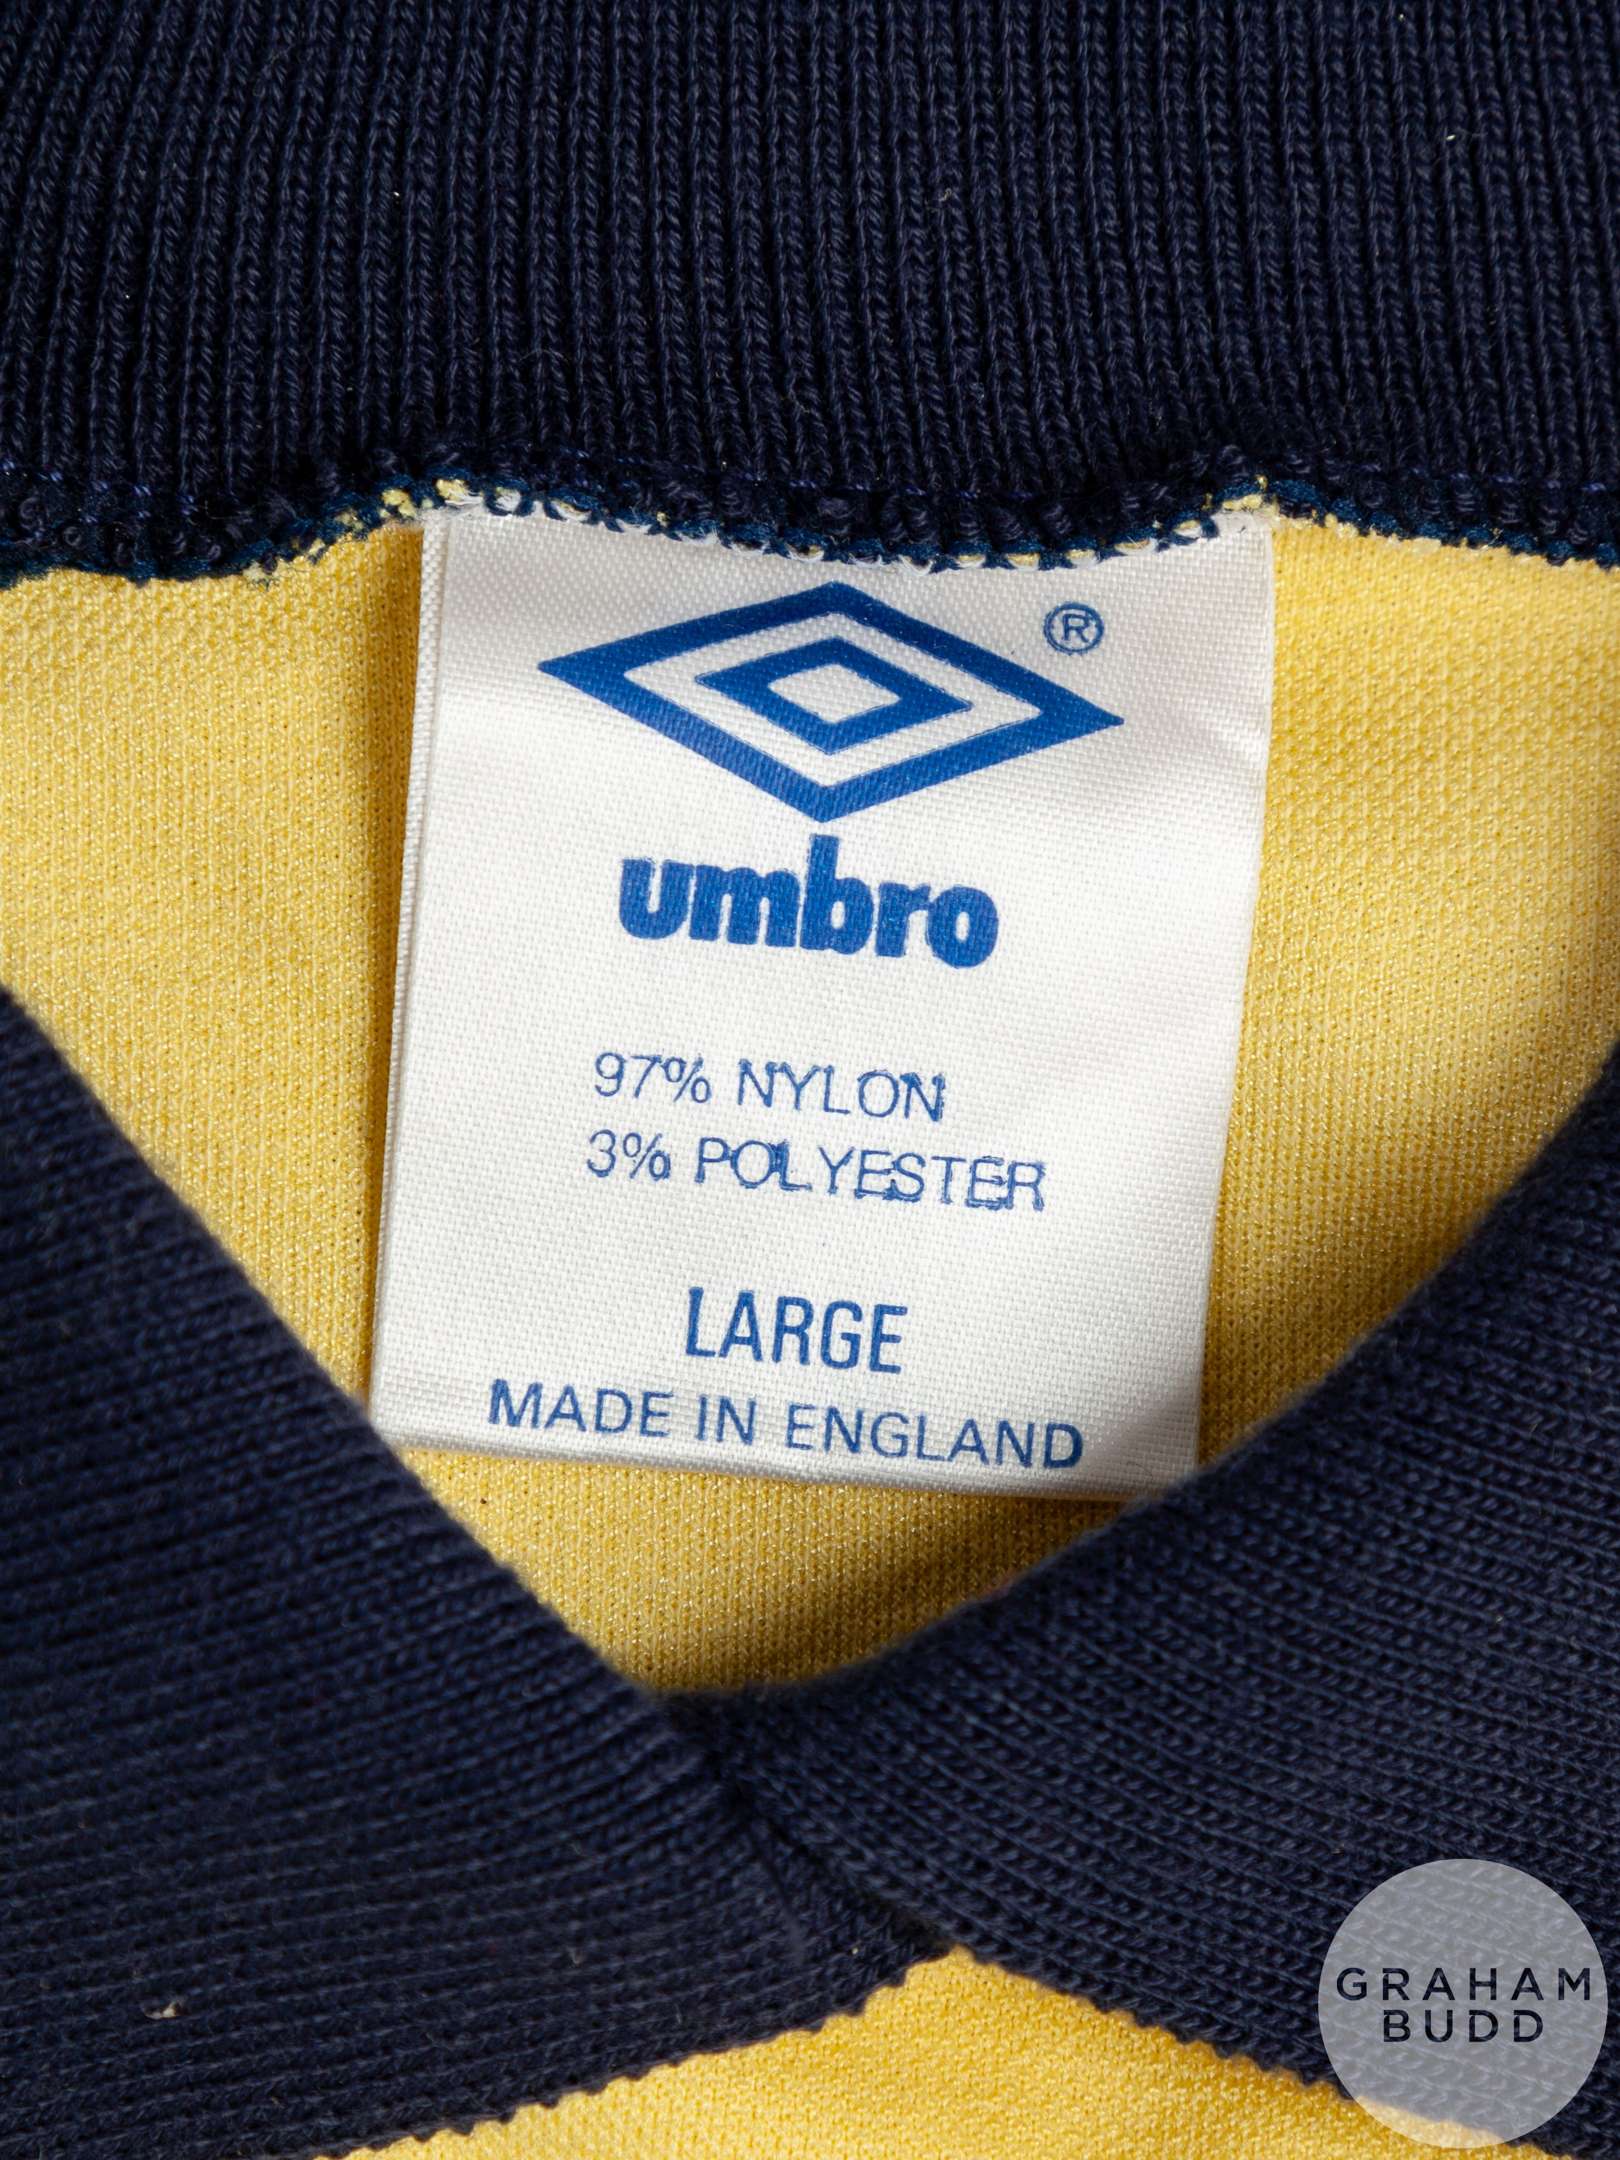 ®
umbro
97% NYLON
3% POLYESTER
LARGE
MADE IN ENGLAND
GRAHAM
BUDD